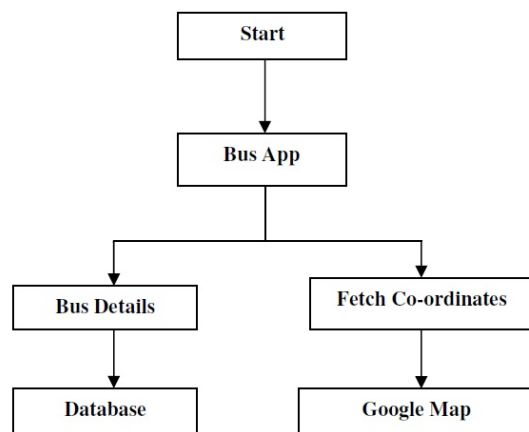 Start
Bus App
Bus Details
Fetch Co-ordinates
Database
Google Map